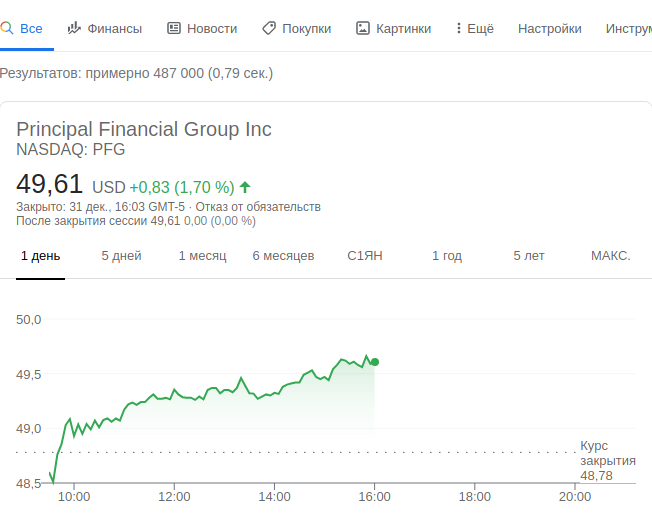 Все Финансы Новости Покупки Картинки Ещё Настройки Инструм
Результатов: примерно 487 000 (0,79 сек.)
Principal Financial Group Inc
NASDAQ: PFG
49,61 USD +0,83 (1,70 %)
Закрыто: 31 дек., 16:03 GMT-5 · Отказ от обязательств
После закрытия сессии 49,61 0,00 (0,00 %)
1 день 5 дней 1 месяц 6 месяцев С1ЯН 1 год 5 лет МАКС.
50,0
49,5
49,0
Курс
закрытия
48,78
48,5
10:00 12:00 14:00 16:00 18:00 20:00